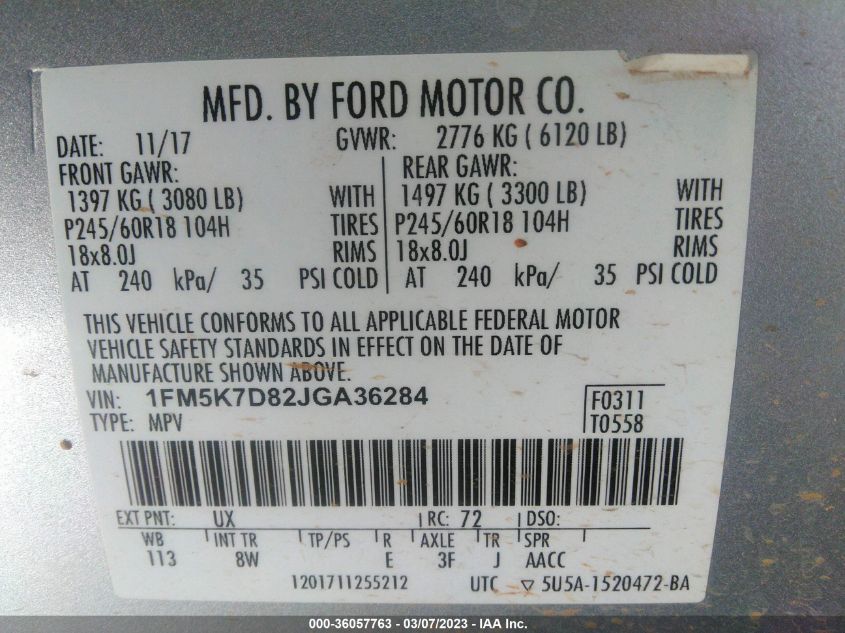 MFD. BY FORD MOTOR CO.
DATE: 11/17 GVWR: 2776 KG ( 6120 LB)
FRONT GAWR: REAR GAWR:
1397 KG ( 3080 LB) WITH 1497 KG ( 3300 LB) WITH
P245/60R18 104H TIRES P245/60R18 104H TIRES
18x8.0J RIMS 18x8.0J RIMS
AT 240 kPa/ 35 PSI COLD AT 240 kPa/ 35 PSI COLD
THIS VEHICLE CONFORMS TO ALL APPLICABLE FEDERAL MOTOR
VEHICLE SAFETY STANDARDS IN EFFECT ON THE DATE OF
MANUFACTURE SHOWN ABOVE.
VIN: 1FM5K7D82JGA36284 F0311
TYPE: MPV T0558
EXT PNT: UX RC: 72 DSO:
WB INT TR TP/PS R AXLE TR SPR
113 8W E 3F J AACC
1201711255212 UTC ▽ 5U5A-1520472-BA
000-36057763 - 03/07/2023 - IAA Inc.